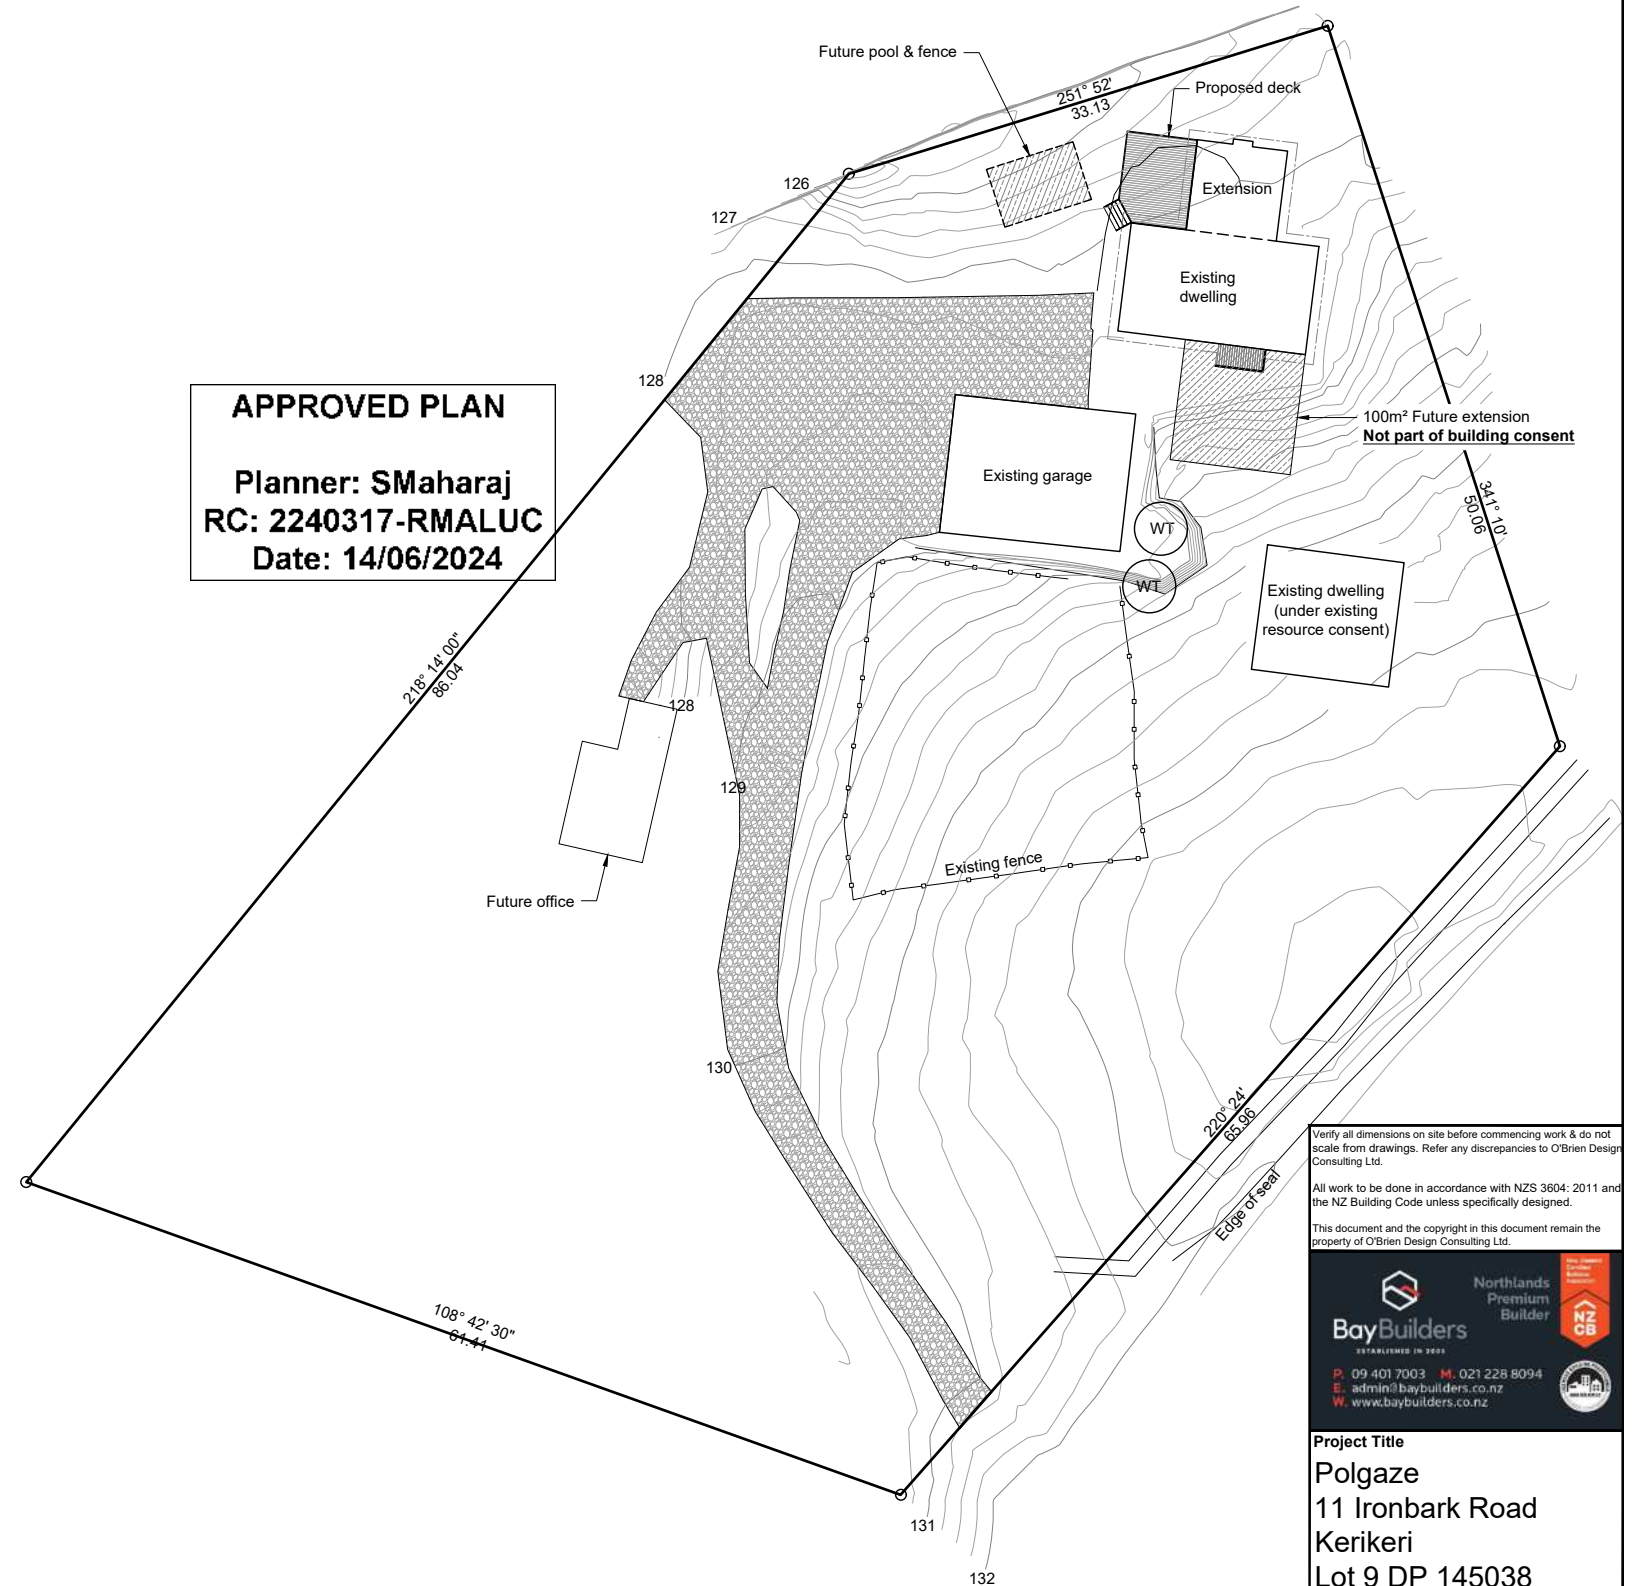 Future pool & fence
251° 52'
33.13
Proposed deck
126
127
Extension
Existing
dwelling
128
APPROVED PLAN
Planner: SMaharaj
RC: 2240317-RMALUC
Date: 14/06/2024
100m² Future extension
Not part of building consent
Existing garage
341° 10'
50.06
WT
WT
Existing dwelling
(under existing
resource consent)
218° 14' 00"
86.04
128
129
Existing fence
Future office
130
220° 24'
65.96
Edge of seal
108° 42' 30"
61.41
131
132
Verify all dimensions on site before commencing work & do not
scale from drawings. Refer any discrepancies to O'Brien Design
Consulting Ltd.
All work to be done in accordance with NZS 3604: 2011 and
the NZ Building Code unless specifically designed.
This document and the copyright in this document remain the
property of O'Brien Design Consulting Ltd.
BayBuilders
ESTABLISHED IN 2003
Northlands
Premium
Builder
NZ
CB
P. 09 401 7003 M. 021 228 8094
E. admin@baybuilders.co.nz
W. www.baybuilders.co.nz
Project Title
Polgaze
11 Ironbark Road
Kerikeri
Lot 9 DP 145038